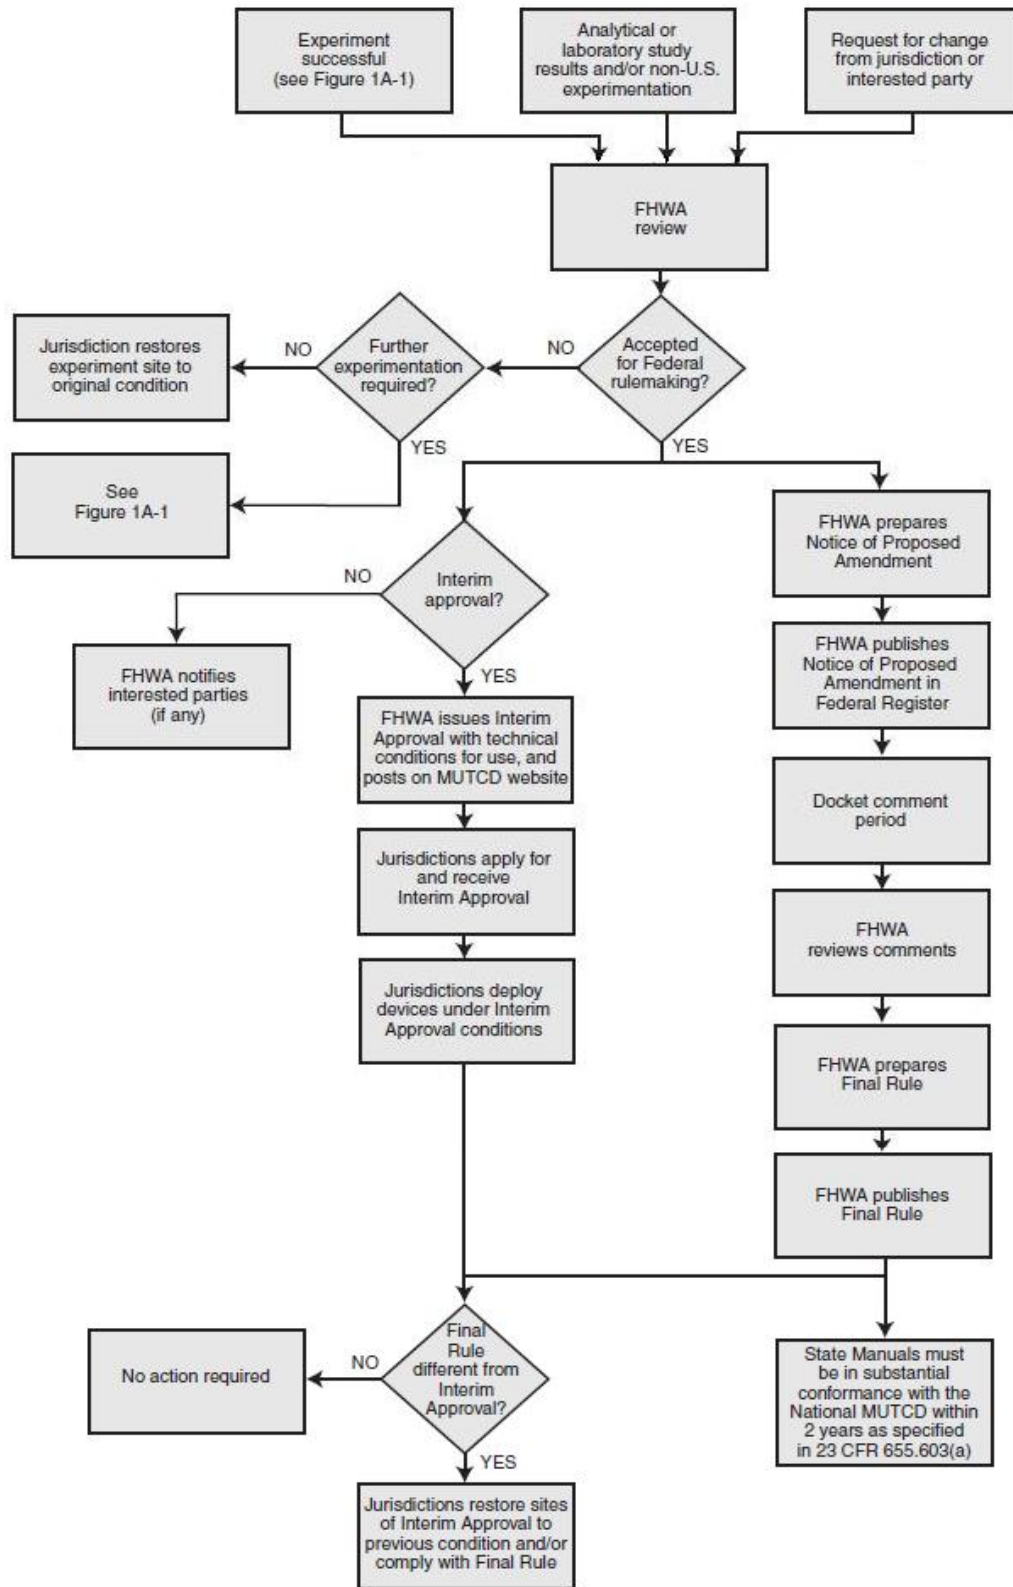 Experiment
successful
(see Figure 1A-1)
Analytical or
laboratory study
results and/or non-U.S.
experimentation
Request for change
from jurisdiction or
interested party
FHWA
review
Accepted
for Federal
rulemaking?
NO
YES
Further
experimentation
required?
NO
YES
Jurisdiction restores
experiment site to
original condition
See
Figure 1A-1
Interim
approval?
NO
YES
FHWA notifies
interested parties
(if any)
FHWA issues Interim
Approval with technical
conditions for use, and
posts on MUTCD website
Jurisdictions apply for
and receive
Interim Approval
Jurisdictions deploy
devices under Interim
Approval conditions
FHWA prepares
Notice of Proposed
Amendment
FHWA publishes
Notice of Proposed
Amendment in
Federal Register
Docket comment
period
FHWA
reviews comments
FHWA prepares
Final Rule
FHWA publishes
Final Rule
Final
Rule
different from
Interim
Approval?
NO
YES
No action required
State Manuals must
be in substantial
conformance with the
National MUTCD within
2 years as specified
in 23 CFR 655.603(a)
Jurisdictions restore sites
of Interim Approval to
previous condition and/or
comply with Final Rule